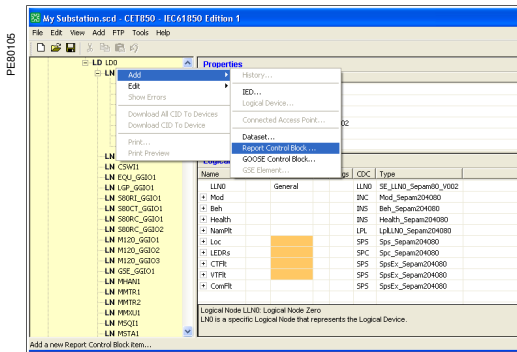 PE80105
My Substation.scd - CET850 - IEC61850 Edition 1
File Edit View Add FTP Tools Help
LD LD0
Properties
LN
Add
History...
Edit
IED...
Show Errors
Logical Device...
Download All CID To Devices
Connected Access Point...
02
Download CID To Device
Dataset...
Print...
Report Control Block ...
Print Preview
GOOSE Control Block...
LN
GSE Element...
LN CSWI1
Name gs CDC Type
LN EQU_GGIO1
LLN0 General LLN0 SE_LLN0_Sepam80_V002
LN LGP_GGIO1
Mod INC Mod_Sepam204080
LN S80RI_GGIO1
Beh INS Beh_Sepam204080
LN S80CT_GGIO1
Health INS Health_Sepam204080
LN S80RC_GGIO1
NamPlt LPL LplLLN0_Sepam204080
LN S80RC_GGIO2
Loc SPS Sps_Sepam204080
LN M120_GGIO1
LEDRs SPC Spc_Sepam204080
LN M120_GGIO2
CTFlt SPS SpsEx_Sepam204080
LN M120_GGIO3
VTFlt SPS SpsEx_Sepam204080
LN GSE_GGIO1
ComFlt SPS SpsEx_Sepam204080
LN MHAN1
LN MMTR1
LN MMTR2
LN MMXU1
Logical Node LLN0: Logical Node Zero
LN MSQI1
LN0 is a specific Logical Node that represents the Logical Device.
LN MSTA1
Add a new Report Control Block item...